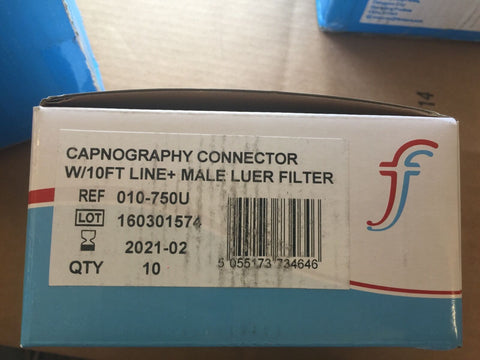 CAPNOGRAPHY CONNECTOR
W/10FT LINE+ MALE LUER FILTER
REF 010-750U
LOT 160301574
2021-02
QTY 10
5 055173 734646
14